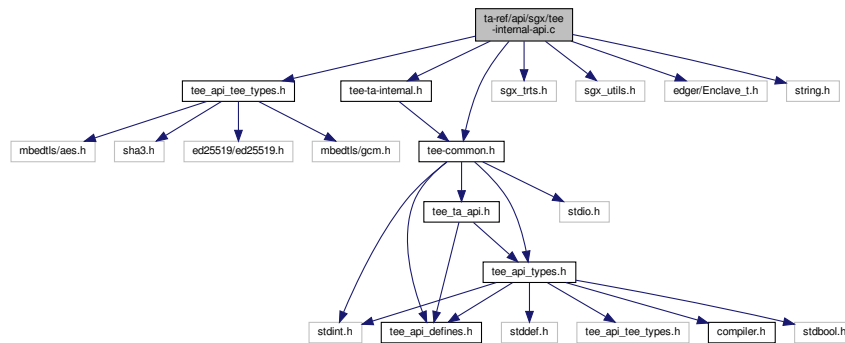 ta-ref/api/sgx/tee
-internal-api.c
tee_api_tee_types.h
tee-ta-internal.h
sgx_trts.h
sgx_utils.h
edger/Enclave_t.h
string.h
mbedtls/aes.h
sha3.h
ed25519/ed25519.h
mbedtls/gcm.h
tee-common.h
tee_ta_api.h
stdio.h
tee_api_types.h
stdint.h
tee_api_defines.h
stddef.h
tee_api_tee_types.h
compiler.h
stdbool.h